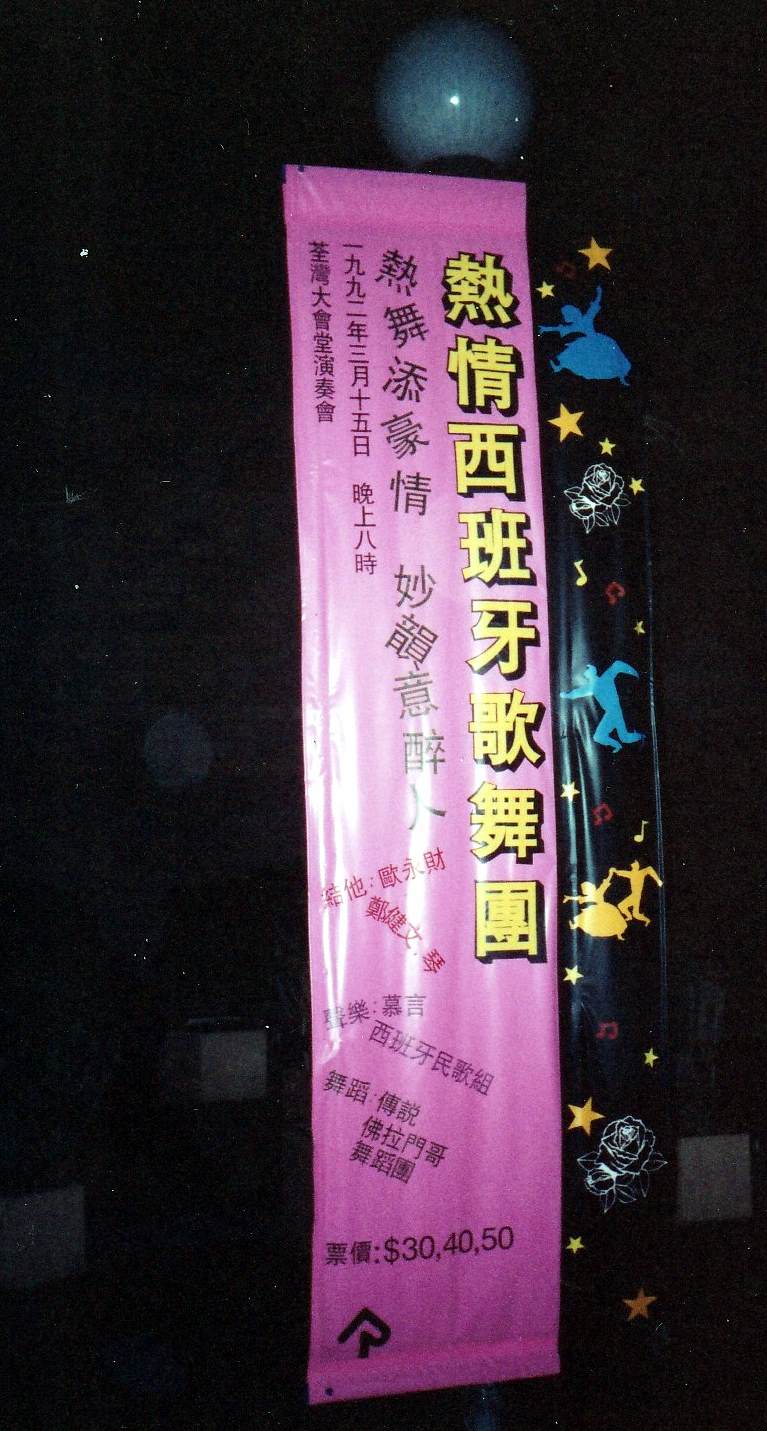 熱情西班牙歌舞團
熱舞添豪情 妙韻意醉人
一九九二年三月十五日 晚上八時
荃灣大會堂演奏會
結他:歐永財
鄭健文.琴
聲樂:慕言
西班牙民歌組
舞蹈:傳説
佛拉門哥
舞蹈團
票價:$30,40,50